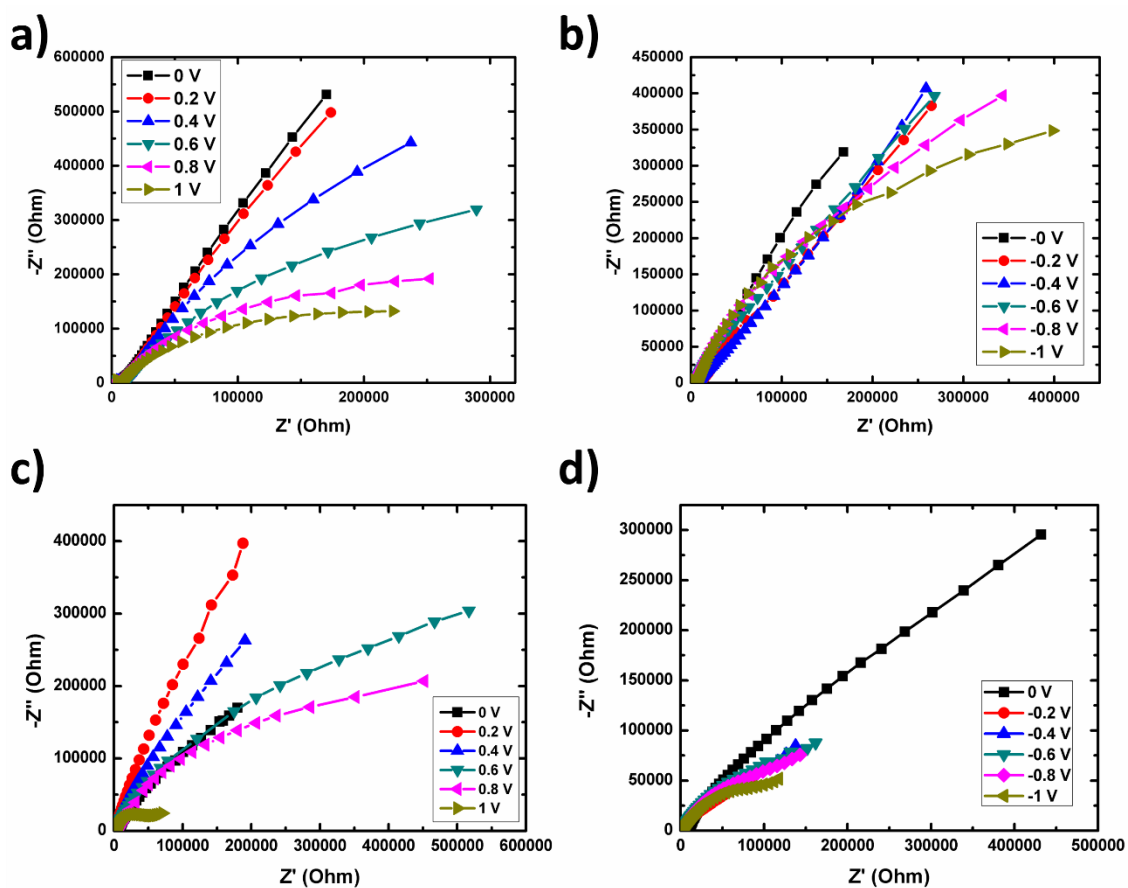 a)
600000
500000
400000
300000
200000
100000
0
-Z'' (Ohm)
0 V
0.2 V
0.4 V
0.6 V
0.8 V
1 V
0 100000 200000 300000
Z' (Ohm)
b)
450000
400000
350000
300000
250000
200000
150000
100000
50000
0
-Z'' (Ohm)
-0 V
-0.2 V
-0.4 V
-0.6 V
-0.8 V
-1 V
0 100000 200000 300000 400000
Z' (Ohm)
c)
400000
300000
200000
100000
0
-Z'' (Ohm)
0 V
0.2 V
0.4 V
0.6 V
0.8 V
1 V
0 100000 200000 300000 400000 500000 600000
Z' (Ohm)
d)
300000
250000
200000
150000
100000
50000
0
-Z'' (Ohm)
0 V
-0.2 V
-0.4 V
-0.6 V
-0.8 V
-1 V
0 100000 200000 300000 400000 500000
Z' (Ohm)